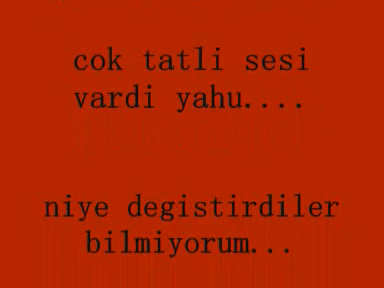 cok tatli sesi
vardi yahu....
niye degistirdiler
bilmiyorum...